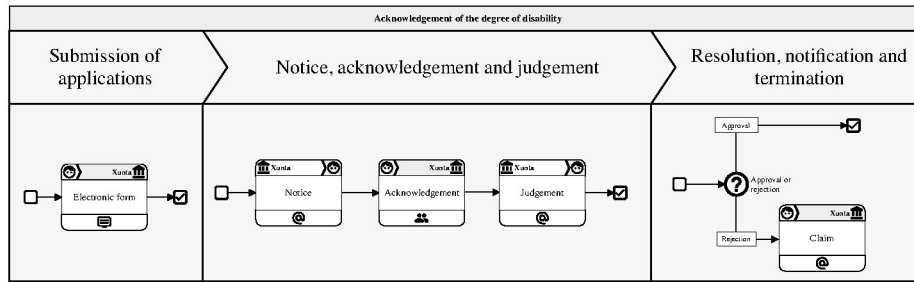 Acknowledgement of the degree of disability
Submission of
applications
Notice, acknowledgement and judgement
Resolution, notification and
termination
Xunta
Electronic form
Xunta
Notice
Xunta
Acknowledgement
Xunta
Judgement
Approval
?
Approval or
rejection
Rejection
Xunta
Claim
@
@
@